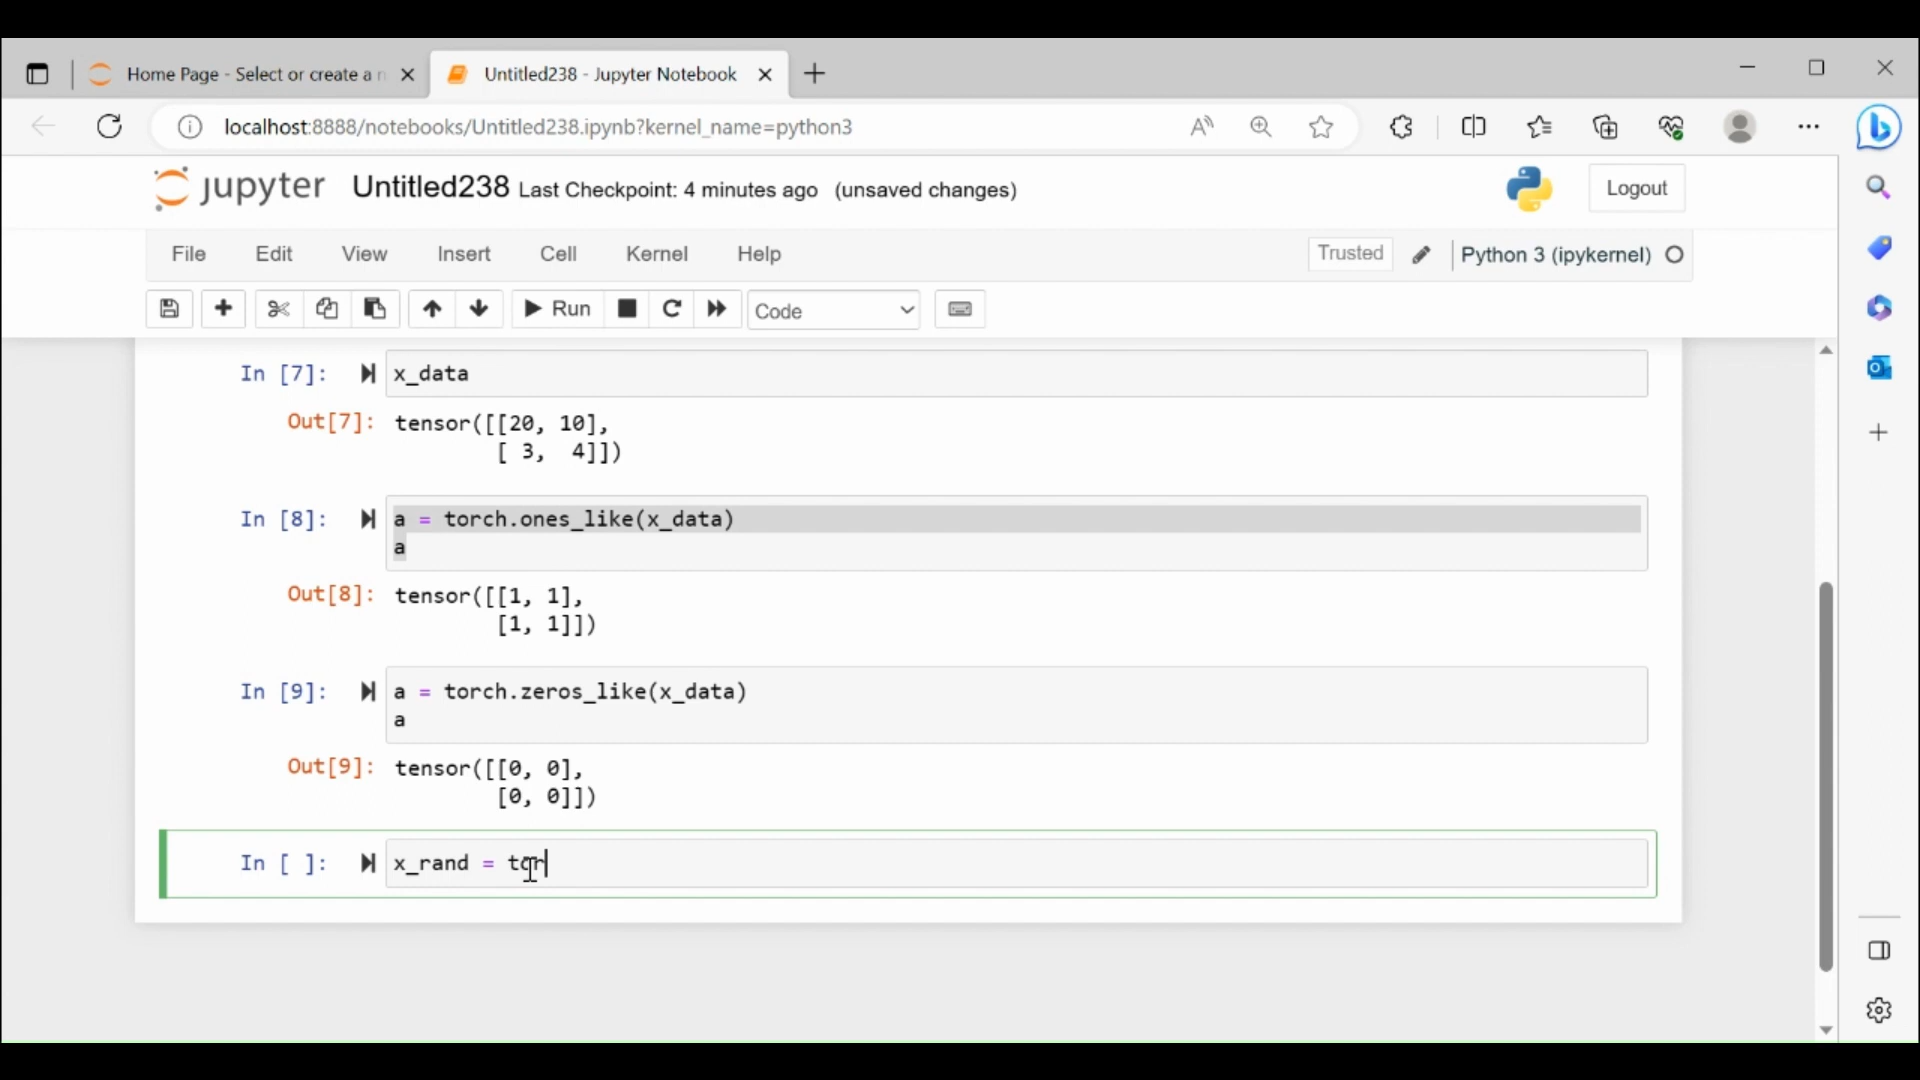 Home Page - Select or create a n
Untitled238 - Jupyter Notebook
localhost:8888/notebooks/Untitled238.ipynb?kernel_name=python3
jupyter Untitled238 Last Checkpoint: 4 minutes ago (unsaved changes)
Logout
File Edit View Insert Cell Kernel Help
Trusted
Python 3 (ipykernel)
Run
Code
In [7]: x_data
Out[7]: tensor([[20, 10],
[ 3,  4]])
In [8]: a = torch.ones_like(x_data)
a
Out[8]: tensor([[1, 1],
[1, 1]])
In [9]: a = torch.zeros_like(x_data)
a
Out[9]: tensor([[0, 0],
[0, 0]])
In [ ]: x_rand = tor